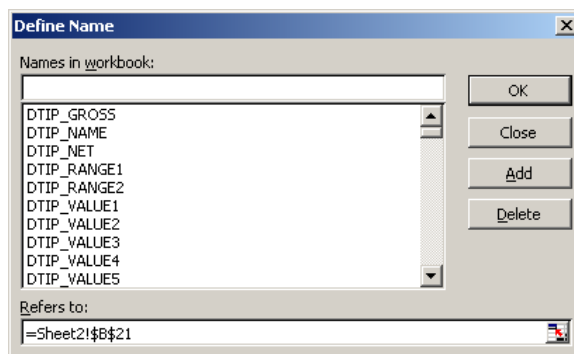 Define Name
Names in workbook:
OK
DTIP_GROSS
DTIP_NAME
DTIP_NET
DTIP_RANGE1
DTIP_RANGE2
DTIP_VALUE1
DTIP_VALUE2
DTIP_VALUE3
DTIP_VALUE4
DTIP_VALUE5
Close
Add
Delete
Refers to:
=Sheet2!$B$21